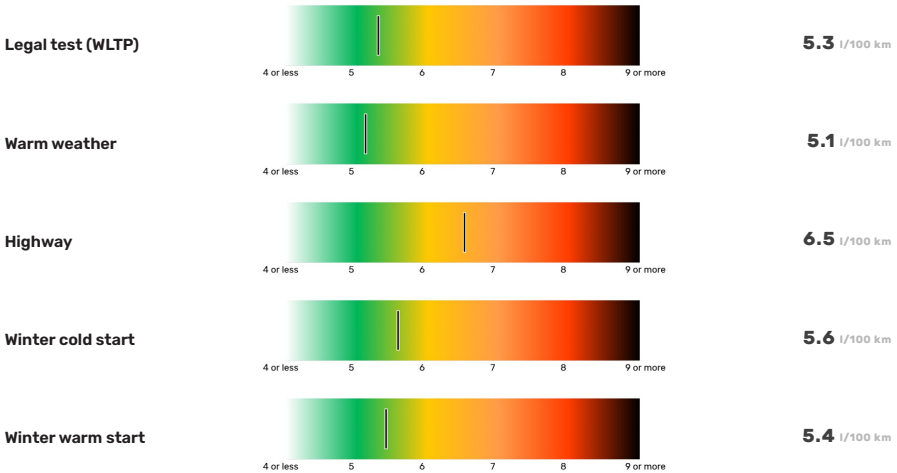 Legal test (WLTP) 5.3 l/100 km
4 or less 5 6 7 8 9 or more
Warm weather 5.1 l/100 km
4 or less 5 6 7 8 9 or more
Highway 6.5 l/100 km
4 or less 5 6 7 8 9 or more
Winter cold start 5.6 l/100 km
4 or less 5 6 7 8 9 or more
Winter warm start 5.4 l/100 km
4 or less 5 6 7 8 9 or more